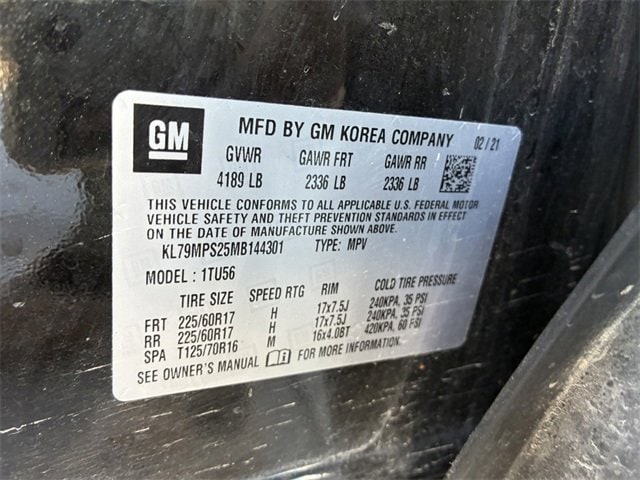 GM
MFD BY GM KOREA COMPANY 02/21
GVWR GAWR FRT GAWR RR
4189 LB 2336 LB 2336 LB
THIS VEHICLE CONFORMS TO ALL APPLICABLE U.S. FEDERAL MOTOR
VEHICLE SAFETY AND THEFT PREVENTION STANDARDS IN EFFECT
ON THE DATE OF MANUFACTURE SHOWN ABOVE.
KL79MPS25MB144301 TYPE: MPV
MODEL: 1TU56
TIRE SIZE SPEED RTG RIM COLD TIRE PRESSURE
FRT 225/60R17 H 17x7.5J 240KPA, 35 PSI
RR 225/60R17 H 17x7.5J 240KPA, 35 PSI
SPA T125/70R16 M 16x4.0BT 420KPA, 60 PSI
SEE OWNER'S MANUAL FOR MORE INFORMATION.